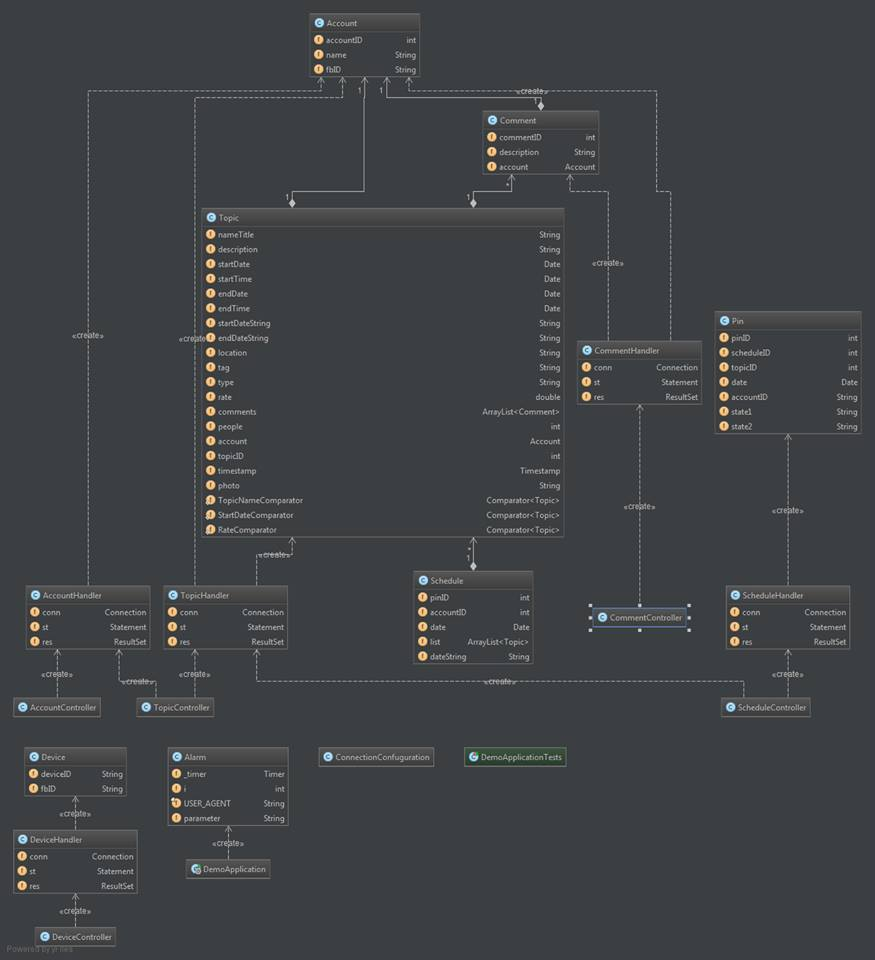 Account
accountID int
name String
fbID String
1
1
«create»
1
Comment
commentID int
description String
account Account
1
1
*
Topic
nameTitle String
description String
startDate Date
startTime Date
endDate Date
endTime Date
startDateString String
endDateString String
location String
tag String
type String
rate double
comments ArrayList<Comment>
people int
account Account
topicID int
timestamp Timestamp
photo String
TopicNameComparator Comparator<Topic>
StartDateComparator Comparator<Topic>
RateComparator Comparator<Topic>
«create»
«create»
«create»
CommentHandler
conn Connection
st Statement
res ResultSet
Pin
pinID int
scheduleID int
topicID int
date Date
accountID String
state1 String
state2 String
«create»
«create»
«create»
*
1
AccountHandler
conn Connection
st Statement
res ResultSet
TopicHandler
conn Connection
st Statement
res ResultSet
Schedule
pinID int
accountID int
date Date
list ArrayList<Topic>
dateString String
CommentController
ScheduleHandler
conn Connection
st Statement
res ResultSet
«create»
«create»
«create»
«create»
«create»
AccountController
TopicController
ScheduleController
Device
deviceID String
fbID String
Alarm
_timer Timer
i int
USER_AGENT String
parameter String
ConnectionConfuguration
DemoApplicationTests
«create»
«create»
DeviceHandler
conn Connection
st Statement
res ResultSet
DemoApplication
«create»
DeviceController
Powered by yFiles